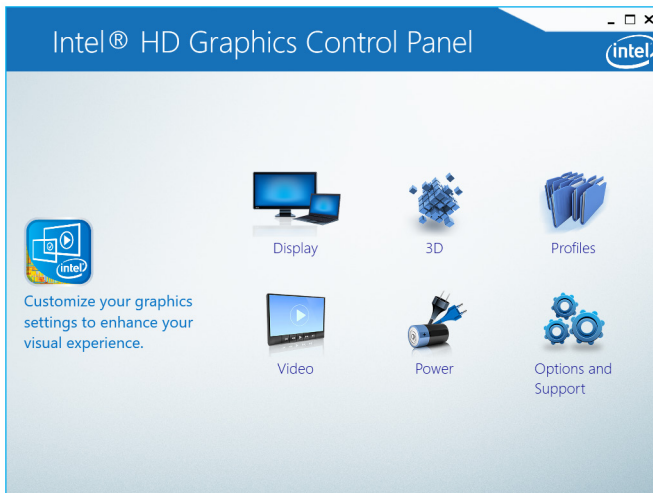 Intel® HD Graphics Control Panel
intel
Display
3D
Profiles
intel
Customize your graphics
settings to enhance your
visual experience.
Video
Power
Options and
Support